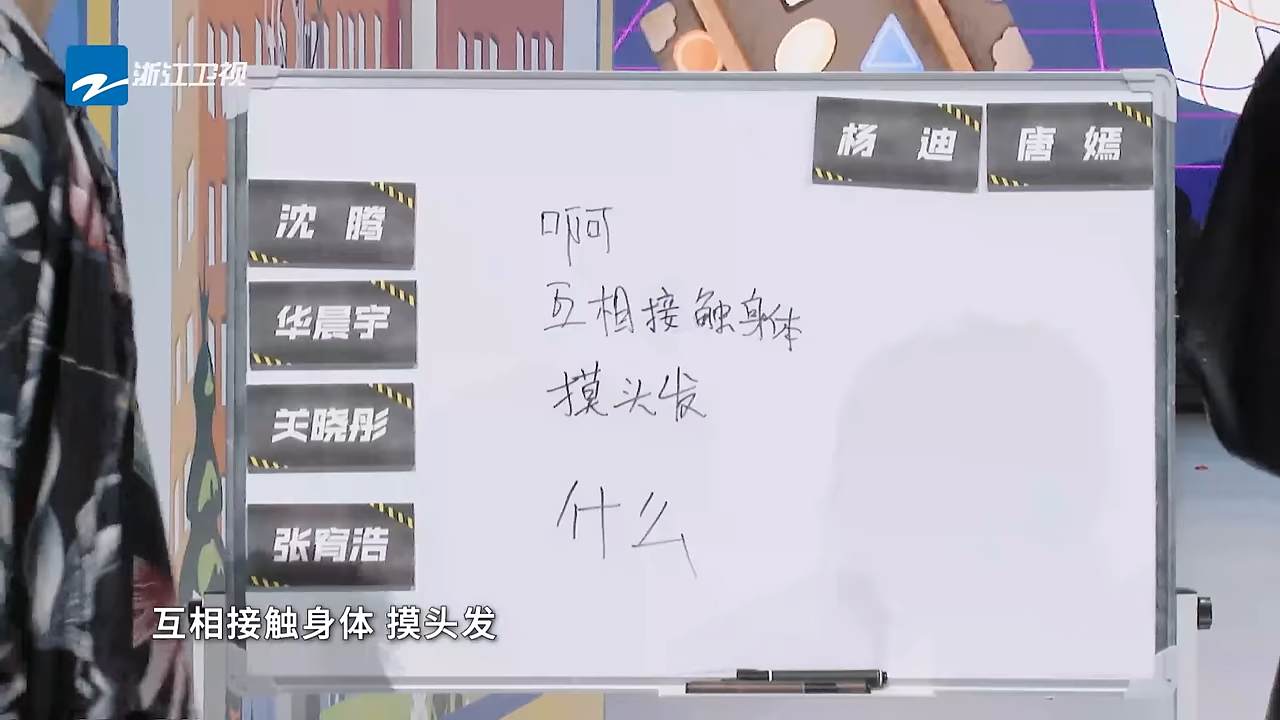 浙江卫视
杨迪 唐嫣
沈腾 啊
华晨宇 互相接触身体
关晓彤 摸头发
张宥浩 什么
互相接触身体 摸头发